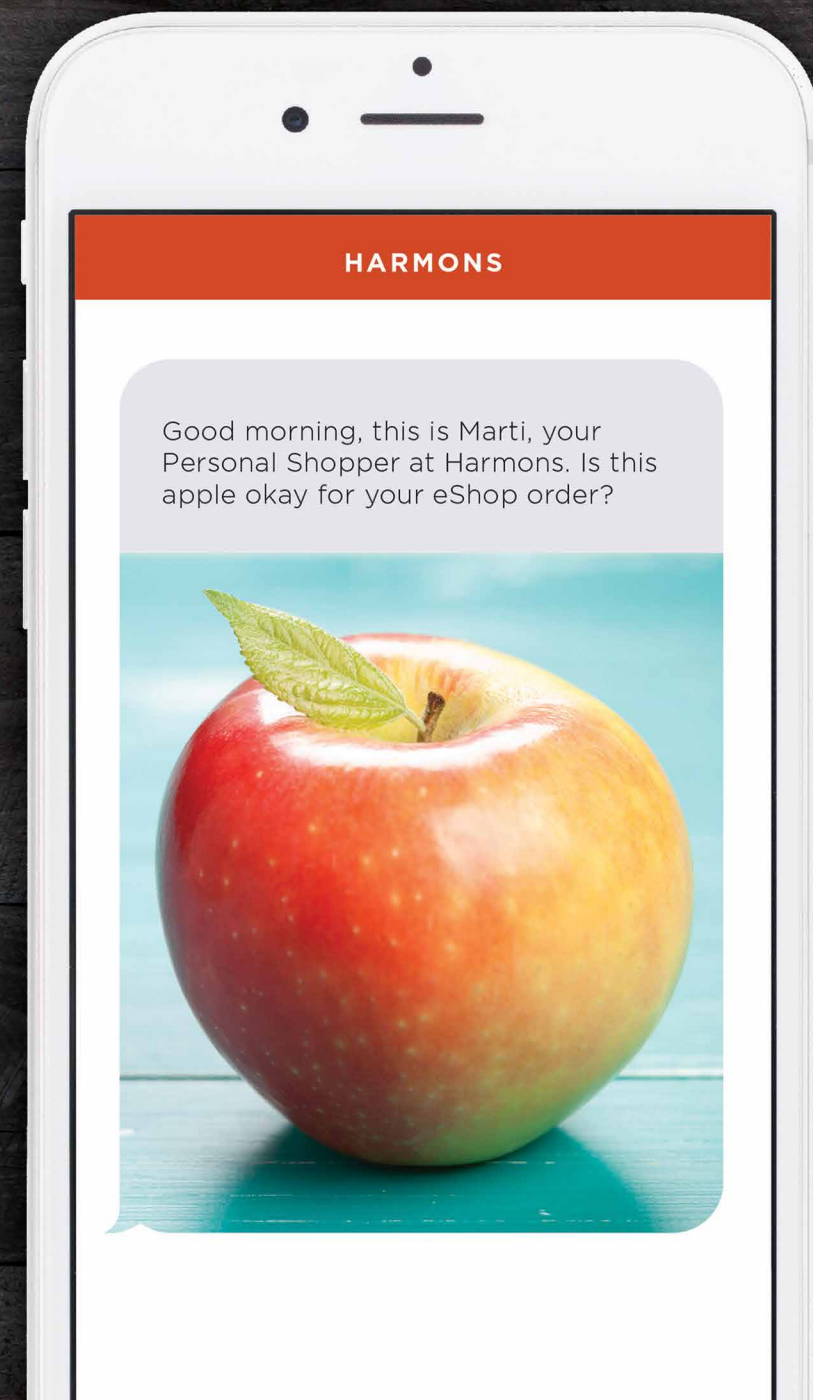 HARMONS
Good morning, this is Marti, your
Personal Shopper at Harmons. Is this
apple okay for your eShop order?